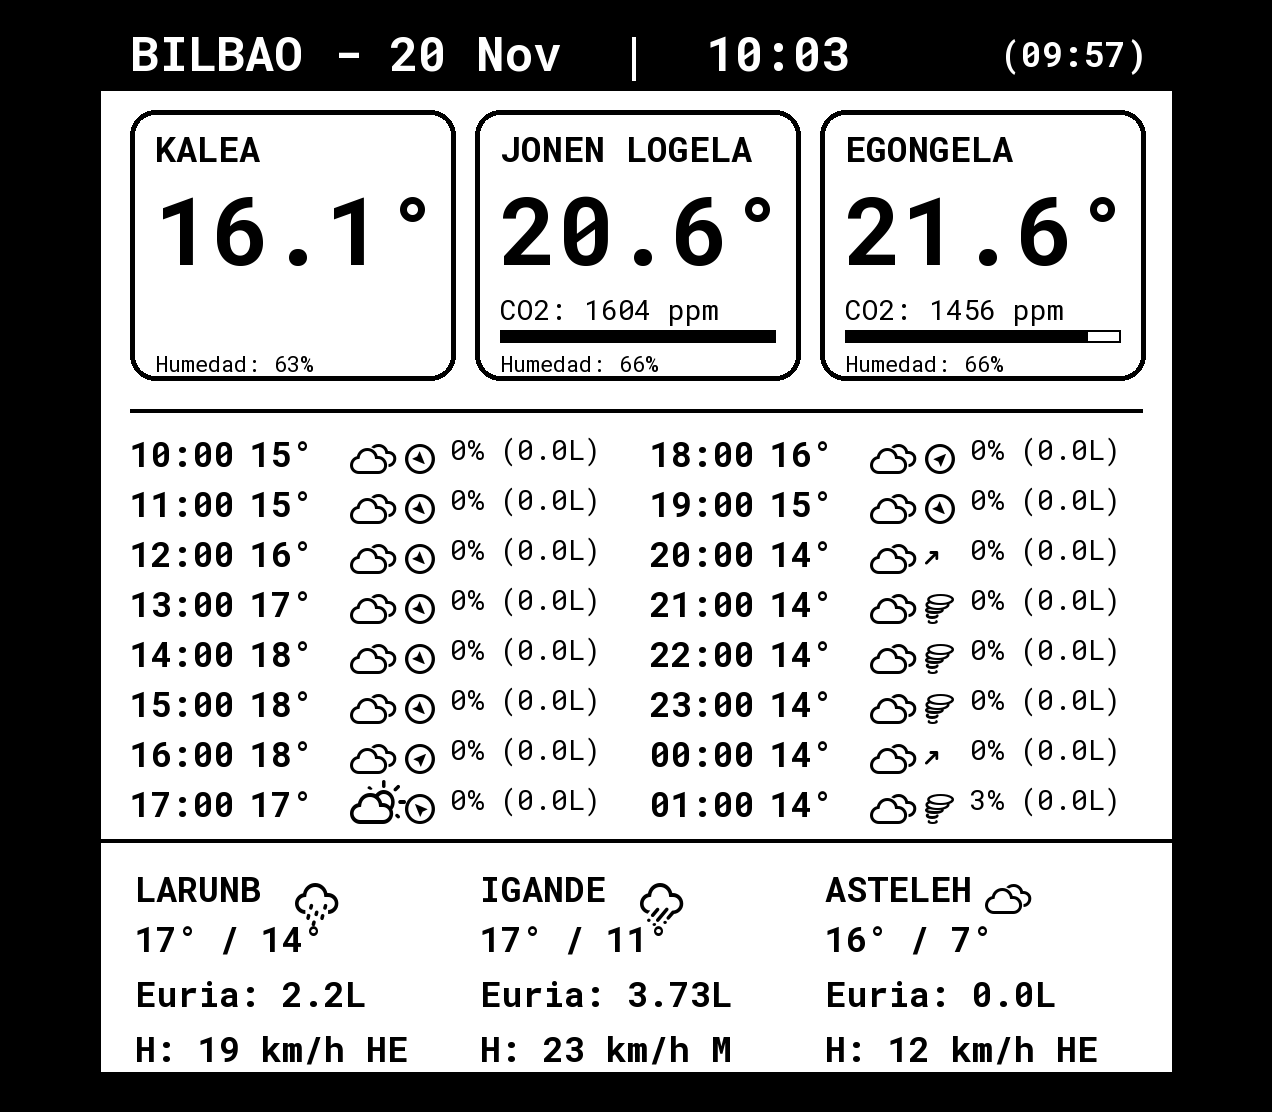 BILBAO - 20 Nov | 10:03 (09:57)
KALEA
16.1°
Humedad: 63%
JONEN LOGELA
20.6°
CO2: 1604 ppm
Humedad: 66%
EGONGELA
21.6°
CO2: 1456 ppm
Humedad: 66%
10:00 15° 0% (0.0L)
11:00 15° 0% (0.0L)
12:00 16° 0% (0.0L)
13:00 17° 0% (0.0L)
14:00 18° 0% (0.0L)
15:00 18° 0% (0.0L)
16:00 18° 0% (0.0L)
17:00 17° 0% (0.0L)
18:00 16° 0% (0.0L)
19:00 15° 0% (0.0L)
20:00 14° 0% (0.0L)
21:00 14° 0% (0.0L)
22:00 14° 0% (0.0L)
23:00 14° 0% (0.0L)
00:00 14° 0% (0.0L)
01:00 14° 3% (0.0L)
LARUNB
17° / 14°
Euria: 2.2L
H: 19 km/h HE
IGANDE
17° / 11°
Euria: 3.73L
H: 23 km/h M
ASTELEH
16° / 7°
Euria: 0.0L
H: 12 km/h HE